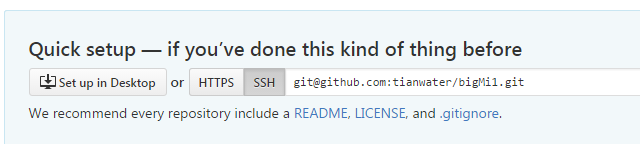 Quick setup — if you've done this kind of thing before
Set up in Desktop or HTTPS SSH git@github.com:tianwater/bigMi1.git
We recommend every repository include a README, LICENSE, and .gitignore.